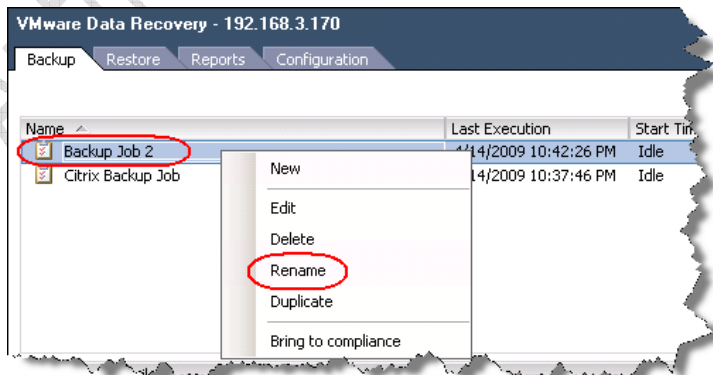 VMware Data Recovery - 192.168.3.170
Backup Restore Reports Configuration
Name Last Execution Start
Backup Job 2 4/14/2009 10:42:26 PM Idle
Citrix Backup Job 14/2009 10:37:46 PM Idle
New
Edit
Delete
Rename
Duplicate
Bring to compliance